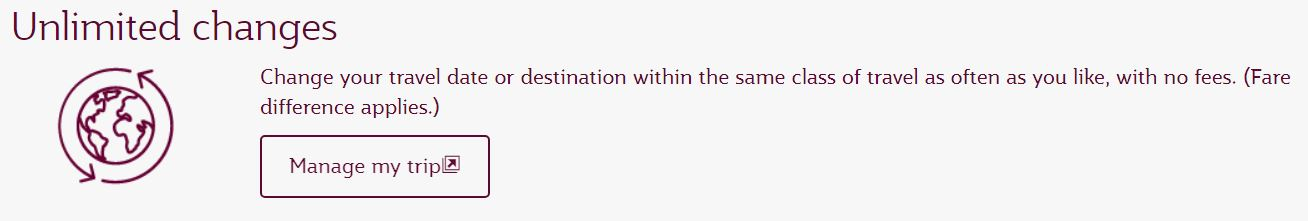 Unlimited changes
Change your travel date or destination within the same class of travel as often as you like, with no fees. (Fare
difference applies.)
Manage my trip